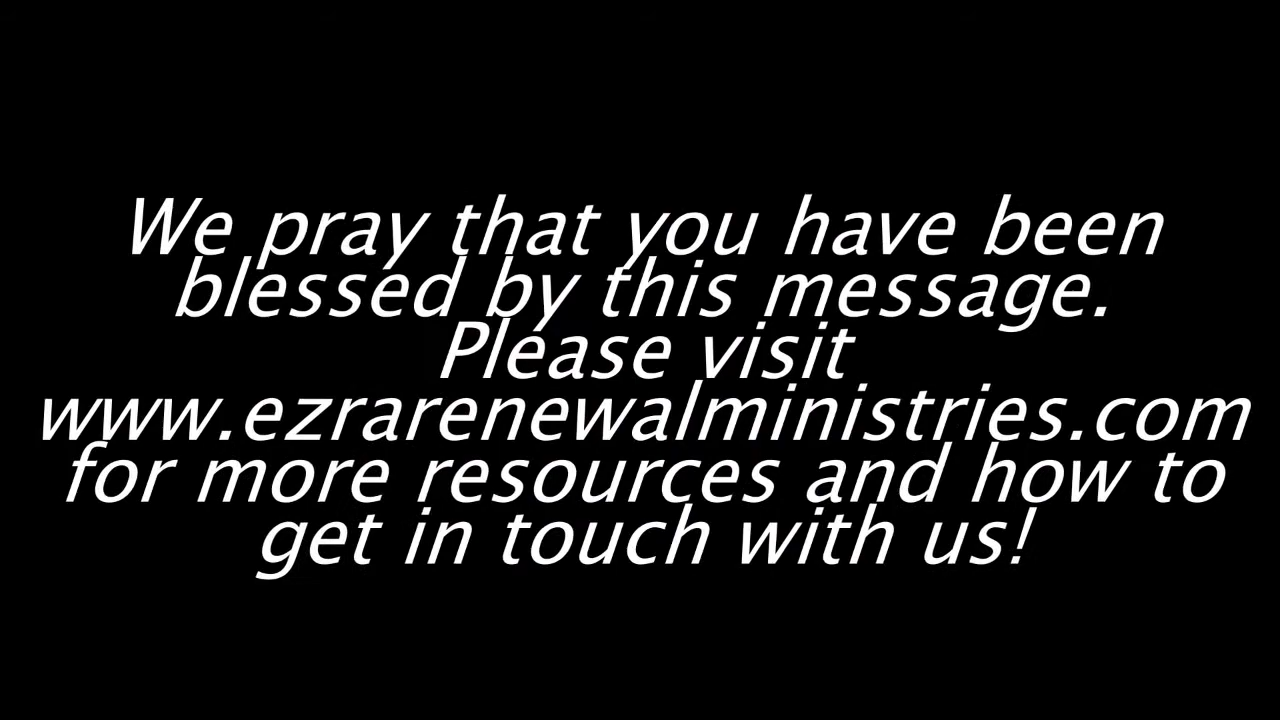 We pray that you have been
blessed by this message.
Please visit
www.ezrarenewalministries.com
for more resources and how to
get in touch with us!